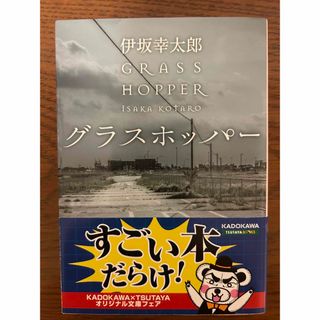 伊坂幸太郎
GRASS
HOPPER
ISAKA KOTARO
グラスホッパー
KADOKAWA
すごい本
だらけ!
KADOKAWA×TSUTAYA
オリジナル文庫フェア